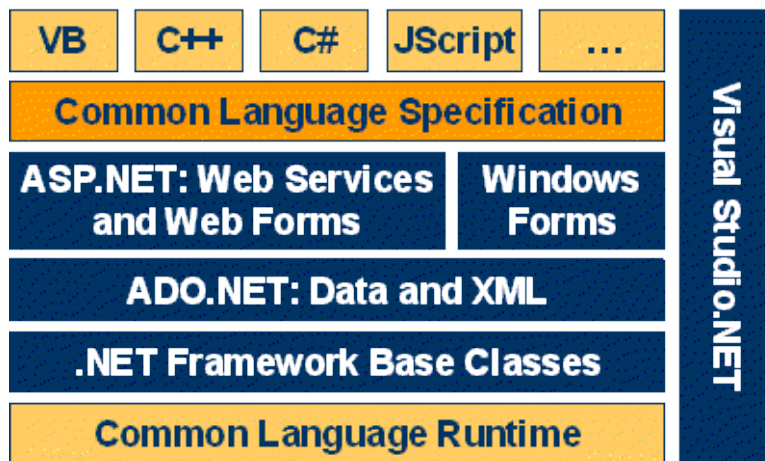 VB
C++
C#
JScript
...
Common Language Specification
ASP.NET: Web Services
and Web Forms
Windows
Forms
ADO.NET: Data and XML
.NET Framework Base Classes
Common Language Runtime
Visual Studio.NET